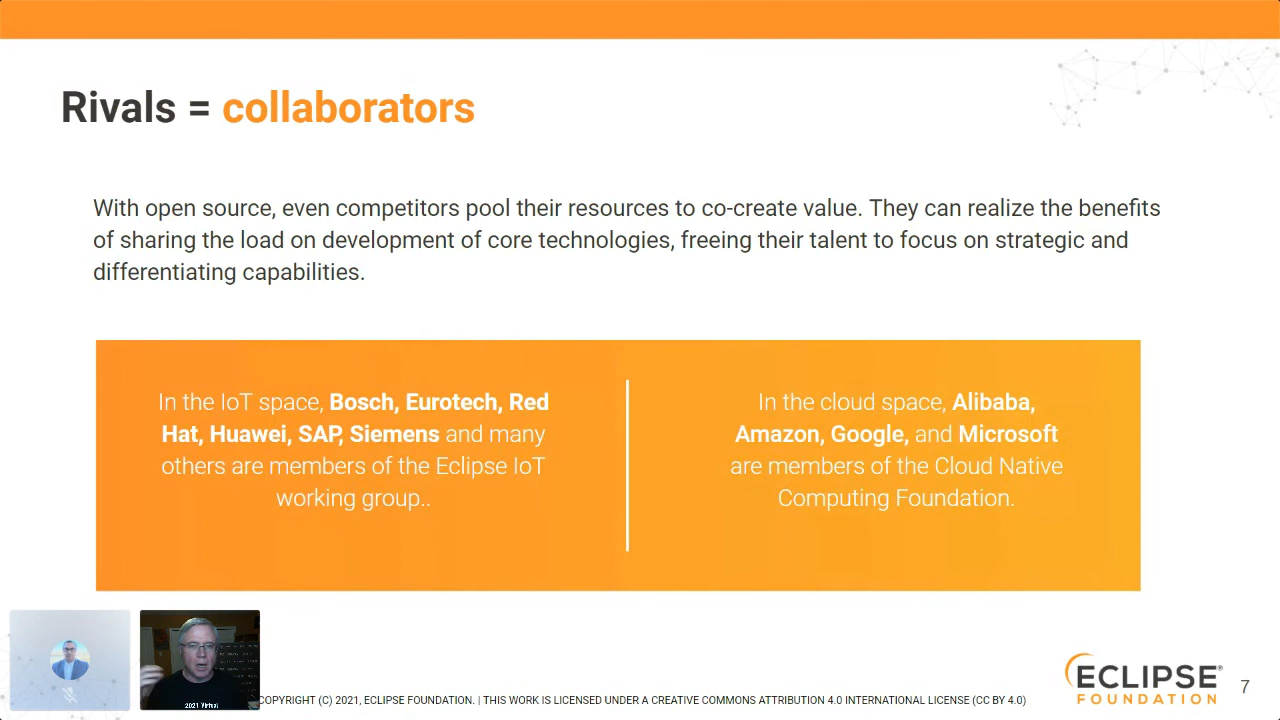 Rivals = collaborators
With open source, even competitors pool their resources to co-create value. They can realize the benefits
of sharing the load on development of core technologies, freeing their talent to focus on strategic and
differentiating capabilities.
In the IoT space, Bosch, Eurotech, Red
Hat, Huawei, SAP, Siemens and many
others are members of the Eclipse IoT
working group..
In the cloud space, Alibaba,
Amazon, Google, and Microsoft
are members of the Cloud Native
Computing Foundation.
2021 Virtual
COPYRIGHT (C) 2021, ECLIPSE FOUNDATION. | THIS WORK IS LICENSED UNDER A CREATIVE COMMONS ATTRIBUTION 4.0 INTERNATIONAL LICENSE (CC BY 4.0)
ECLIPSE®
FOUNDATION
7